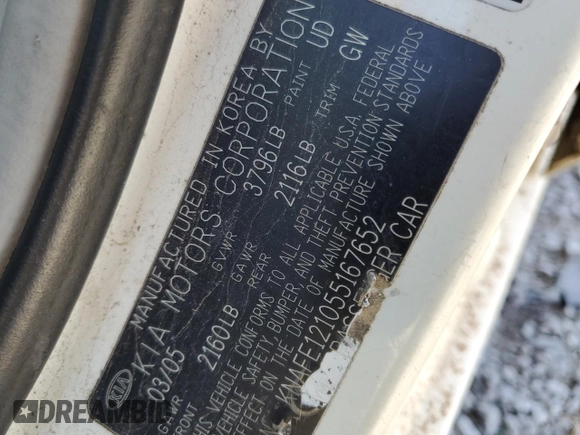 KIA
MANUFACTURED IN KOREA BY
KIA MOTORS CORPORATION
03/05 GVWR 3796LB PAINT UD
GAWR FRONT 2160LB GAWR REAR 2116LB TRIM GW
THIS VEHICLE CONFORMS TO ALL APPLICABLE U.S.A. FEDERAL
VEHICLE SAFETY, BUMPER, AND THEFT PREVENTION STANDARDS
IN EFFECT ON THE DATE OF MANUFACTURE SHOWN ABOVE
KNAFE121055167652
CAR
DREAMBID